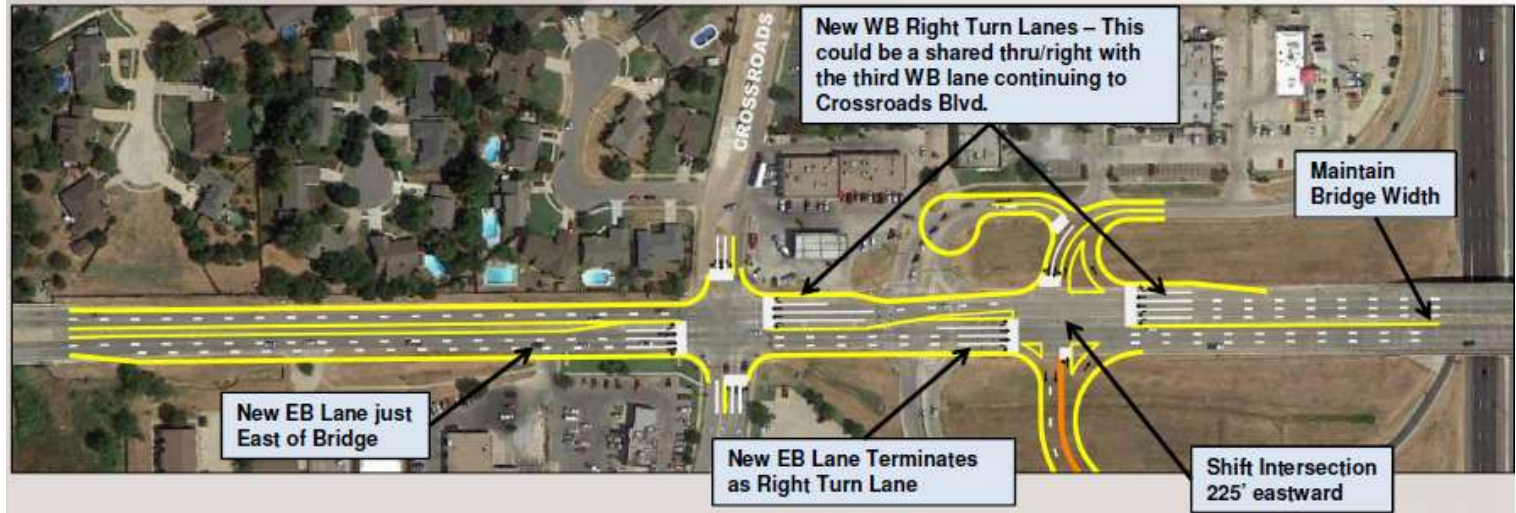 New WB Right Turn Lanes – This
could be a shared thru/right with
the third WB lane continuing to
Crossroads Blvd.
CROSSROADS
Maintain
Bridge Width
New EB Lane just
East of Bridge
New EB Lane Terminates
as Right Turn Lane
Shift Intersection
225' eastward